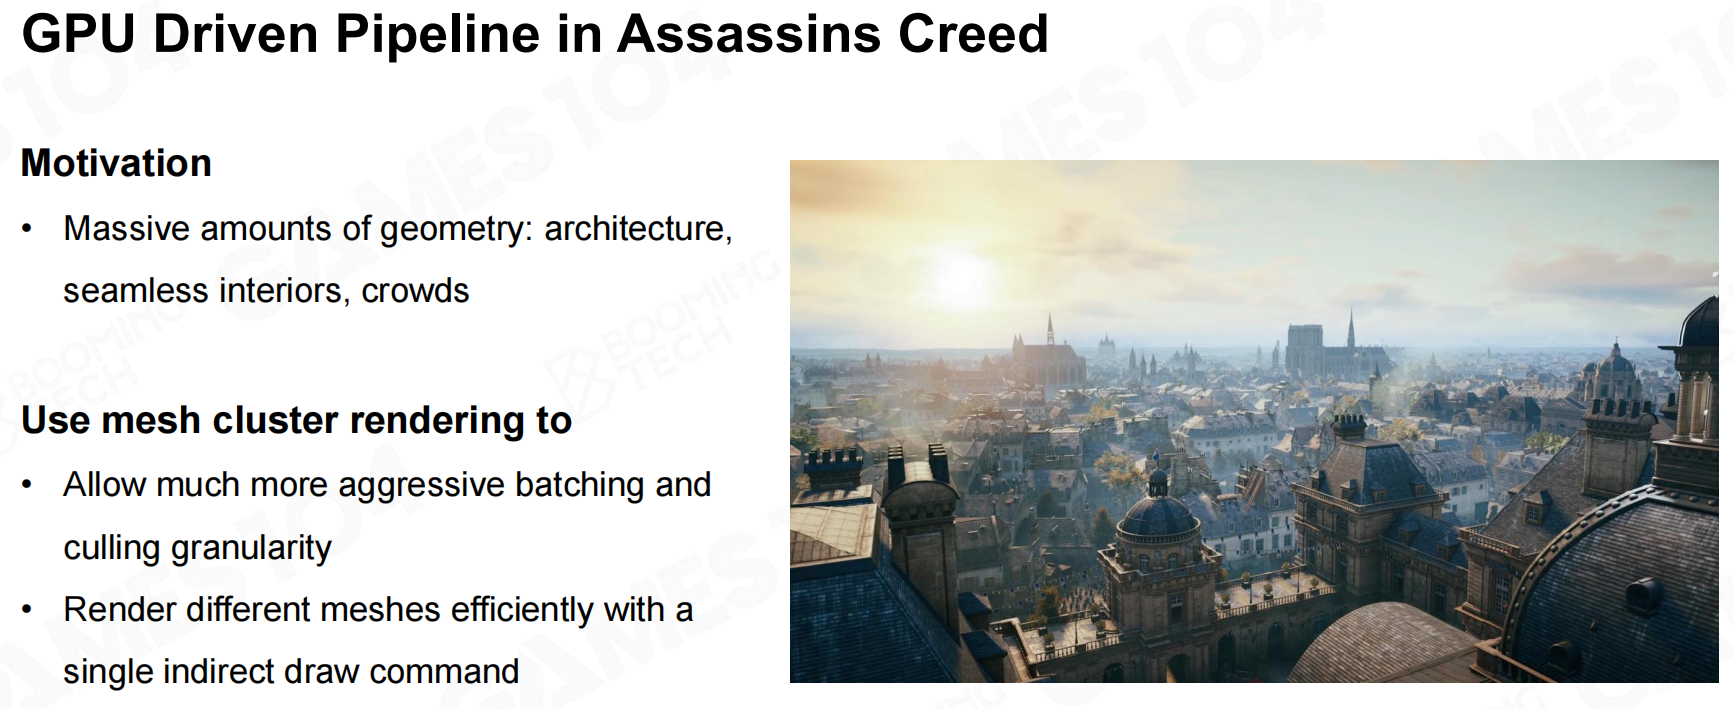 GPU Driven Pipeline in Assassins Creed
Motivation
• Massive amounts of geometry: architecture,
seamless interiors, crowds
Use mesh cluster rendering to
• Allow much more aggressive batching and
culling granularity
• Render different meshes efficiently with a
single indirect draw command
GAMES 104
BOOMING
TECH